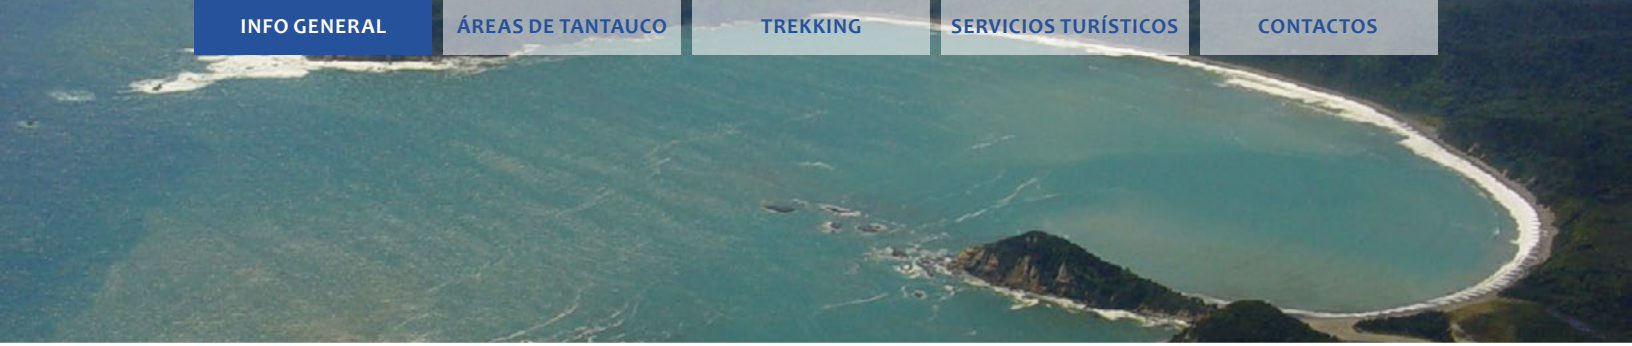 INFO GENERAL
ÁREAS DE TANTAUCO
TREKKING
SERVICIOS TURÍSTICOS
CONTACTOS